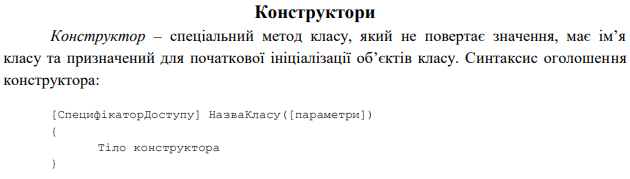 Конструктори
Конструктор – спеціальний метод класу, який не повертає значення, має ім’я
класу та призначений для початкової ініціалізації об’єктів класу. Синтаксис оголошення
конструктора:
[СпецифікаторДоступу] НазваКласу([параметри])
{
Тіло конструктора
}